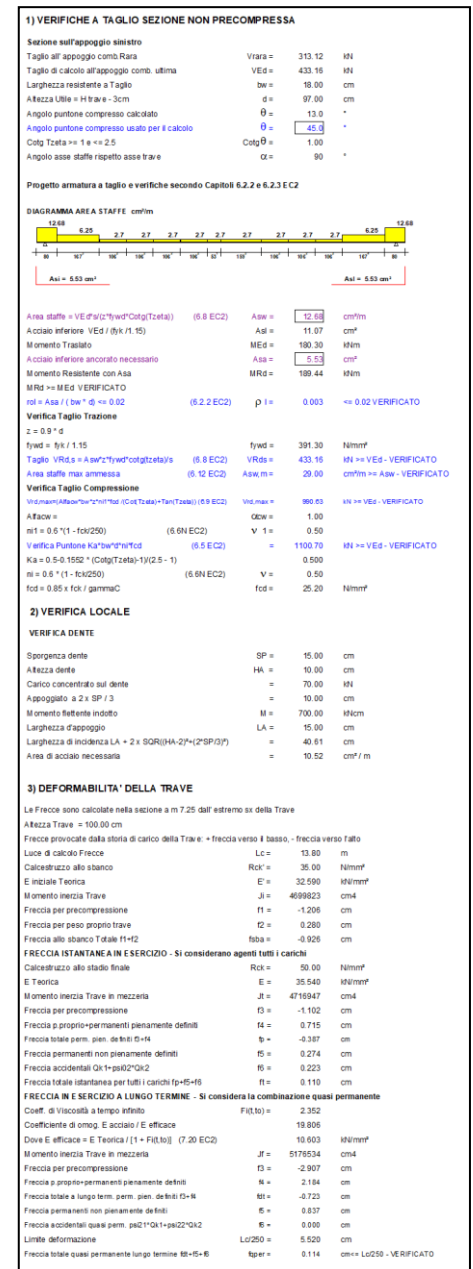 1) VERIFICHE A TAGLIO SEZIONE NON PRECOMPRESSA
Sezione sull'appoggio sinistro
Taglio all' appoggio comb.Rara Vrara = 313.12 kN
Taglio di calcolo all'appoggio comb. ultima VEd = 433.16 kN
Larghezza resistente a Taglio bw = 18.00 cm
Altezza Utile = H trave - 3cm d = 97.00 cm
Angolo puntone compresso calcolato θ = 13.0 °
Angolo puntone compresso usato per il calcolo θ = 45.0 °
Cotg Tzeta >= 1 e <= 2.5 Cotgθ = 1.00
Angolo asse staffe rispetto asse trave α = 90 °
Progetto armatura a taglio e verifiche secondo Capitoli 6.2.2 e 6.2.3 EC2
DIAGRAMMA AREA STAFFE cm²/m
12.68 6.25 2.7 2.7 2.7 2.7 2.7 2.7 2.7 6.25 12.68
Asi = 5.53 cm² Asl = 5.53 cm²
Area staffe = VEd*s/(z*fywd*Cotg(Tzeta)) (6.8 EC2) Asw = 12.68 cm²/m
Acciaio inferiore VEd / (fyk /1.15) Asl = 11.07 cm²
Momento Traslato MEd = 180.30 kNm
Acciaio inferiore ancorato necessario Asa = 5.53 cm²
Momento Resistente con Asa MRd = 189.44 kNm
MRd >= MEd VERIFICATO
rol = Asa / ( bw * d) <= 0.02 (6.2.2 EC2) ρ l = 0.003 <= 0.02 VERIFICATO
Verifica Taglio Trazione
z = 0.9 * d
fywd = fyk / 1.15 fywd = 391.30 N/mm²
Taglio VRd,s = Asw*z*fywd*cotg(tzeta)/s (6.8 EC2) VRds = 433.16 kN >= VEd - VERIFICATO
Area staffe max ammessa (6.12 EC2) Asw,m = 29.00 cm²/m >= Asw - VERIFICATO
Verifica Taglio Compressione
Vrd,max=(Alfacw*bw*z*ni1*fcd /(Cot(Tzeta)+Tan(Tzeta)) (6.9 EC2) Vrd,max = 990.63 kN >= VEd - VERIFICATO
Alfacw = αcw = 1.00
ni1 = 0.6 *(1 - fck/250) (6.6N EC2) ν 1 = 0.50
Verifica Puntone Ka*bw*d*ni*fcd (6.5 EC2) = 1100.70 kN >= VEd - VERIFICATO
Ka = 0.5-0.1552 * (Cotg(Tzeta)-1)/(2.5 - 1) 0.500
ni = 0.6 * (1 - fck/250) (6.6N EC2) ν = 0.50
fcd = 0.85 x fck / gammaC fcd = 25.20 N/mm²
2) VERIFICA LOCALE
VERIFICA DENTE
Sporgenza dente SP = 15.00 cm
Altezza dente HA = 10.00 cm
Carico concentrato sul dente = 70.00 kN
Appoggiato a 2 x SP / 3 = 10.00 cm
Momento flettente indotto M = 700.00 kNcm
Larghezza d'appoggio LA = 15.00 cm
Larghezza di incidenza LA + 2 x SQR((HA-2)²+(2*SP/3)²) = 40.61 cm
Area di acciaio necessaria = 10.52 cm² / m
3) DEFORMABILITA' DELLA TRAVE
Le Frecce sono calcolate nella sezione a m 7.25 dall' estremo sx della Trave
Altezza Trave = 100.00 cm
Frecce provocate dalla storia di carico della Trave: + freccia verso il basso, - freccia verso l'alto
Luce di calcolo Frecce Lc = 13.80 m
Calcestruzzo allo sbanco Rck' = 35.00 N/mm²
E iniziale Teorica E' = 32.590 kN/mm²
Momento inerzia Trave Ji = 4699823 cm4
Freccia per precompressione f1 = -1.206 cm
Freccia per peso proprio trave f2 = 0.280 cm
Freccia allo sbanco Totale f1+f2 fsba = -0.926 cm
FRECCIA ISTANTANEA IN ESERCIZIO - Si considerano agenti tutti i carichi
Calcestruzzo allo stadio finale Rck = 50.00 N/mm²
E Teorica E = 35.540 kN/mm²
Momento inerzia Trave in mezzeria Jt = 4716947 cm4
Freccia per precompressione f3 = -1.102 cm
Freccia p.proprio+permanenti pienamente definiti f4 = 0.715 cm
Freccia totale perm. pien. definiti f3+f4 fp = -0.387 cm
Freccia permanenti non pienamente definiti f5 = 0.274 cm
Freccia accidentali Qk1+psi02*Qk2 f6 = 0.223 cm
Freccia totale istantanea per tutti i carichi fp+f5+f6 ft = 0.110 cm
FRECCIA IN ESERCIZIO A LUNGO TERMINE - Si considera la combinazione quasi permanente
Coeff. di Viscosità a tempo infinito Fi(t,to) = 2.352
Coefficiente di omog. E acciaio / E efficace 19.806
Dove E efficace = E Teorica / [1 + Fi(t,to)] (7.20 EC2) 10.603 kN/mm²
Momento inerzia Trave in mezzeria Jf = 5176534 cm4
Freccia per precompressione f3 = -2.907 cm
Freccia p.proprio+permanenti pienamente definiti f4 = 2.184 cm
Freccia totale a lungo term. perm. pien. definiti f3+f4 fdt = -0.723 cm
Freccia permanenti non pienamente definiti f5 = 0.837 cm
Freccia accidentali quasi perm. psi21*Qk1+psi22*Qk2 f6 = 0.000 cm
Limite deformazione Lc/250 = 5.520 cm
Freccia totale quasi permanente lungo termine fdt+f5+f6 fqper = 0.114 cm<= Lc/250 - VERIFICATO